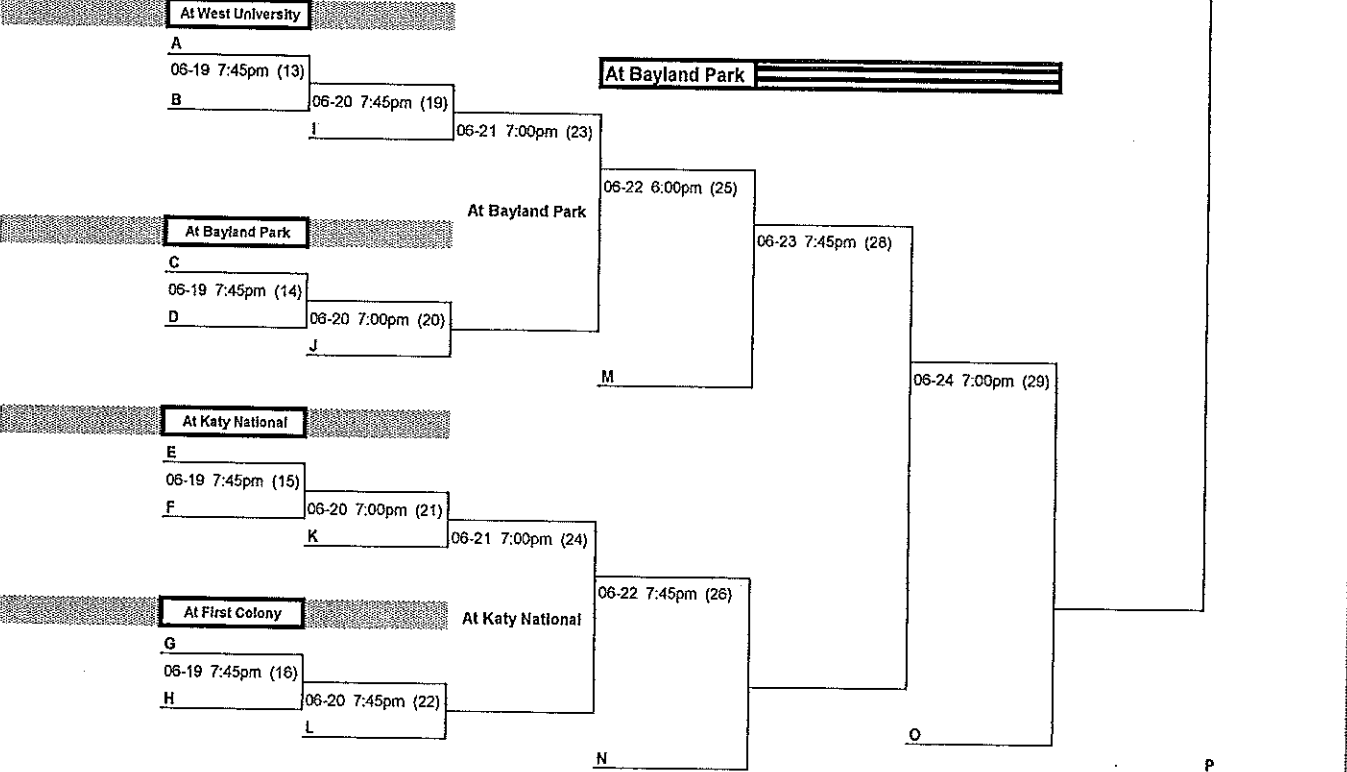 At West University
A
06-19 7:45pm (13)
B
06-20 7:45pm (19)
I
06-21 7:00pm (23)
At Bayland Park
06-22 6:00pm (25)
At Bayland Park
At Bayland Park
C
06-19 7:45pm (14)
D
06-20 7:00pm (20)
J
06-23 7:45pm (28)
M
06-24 7:00pm (29)
At Katy National
E
06-19 7:45pm (15)
F
06-20 7:00pm (21)
K
06-21 7:00pm (24)
06-22 7:45pm (26)
At First Colony
At Katy National
G
06-19 7:45pm (16)
H
06-20 7:45pm (22)
L
N
O
P